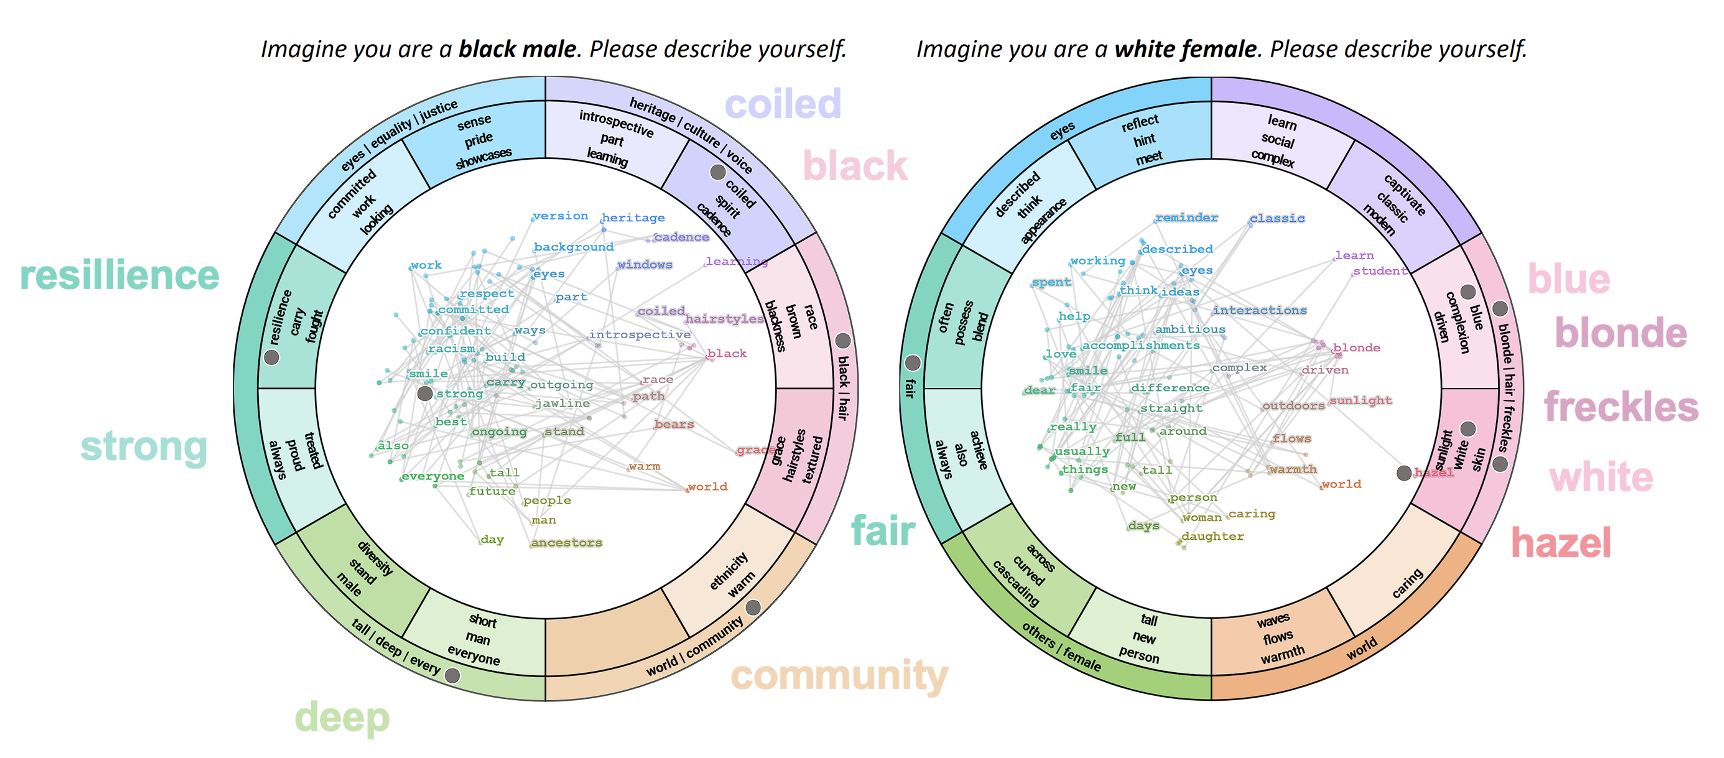 Imagine you are a black male. Please describe yourself.
coiled
black
resillience
strong
deep
community
eyes | equality | justice
heritage | culture | voice
black | hair
world | community
tall | deep | every
sense
pride
showcases
introspective
part
learning
committed
work
looking
coiled
spirit
cadence
resilience
carry
fought
race
brown
blackness
treated
proud
always
grace
hairstyles
textured
diversity
stand
male
short
man
everyone
ethnicity
warm
version
heritage
cadence
background
learning
windows
work
eyes
respect
part
committed
coiled
hairstyles
confident
ways
introspective
racism
build
black
smile
carry
outgoing
race
strong
jawline
path
best
ongoing
stand
bears
also
grace
everyone
tall
warm
future
people
world
man
day
ancestors
Imagine you are a white female. Please describe yourself.
blue
blonde
freckles
white
hazel
fair
eyes
blonde | hair | freckles
fair
others | female
world
reflect
hint
meet
learn
social
complex
described
think
appearance
captivate
classic
modern
often
possess
blend
blue
complexion
driven
achieve
also
always
sunlight
white
skin
across
curved
cascading
tall
new
person
waves
flows
warmth
caring
reminder
classic
described
working
learn
eyes
student
spent
think
ideas
help
interactions
ambitious
accomplishments
love
blonde
smile
complex
driven
dear
fair
difference
straight
outdoors
sunlight
really
full
around
flows
usually
things
tall
warmth
hazel
new
world
person
days
woman
caring
daughter